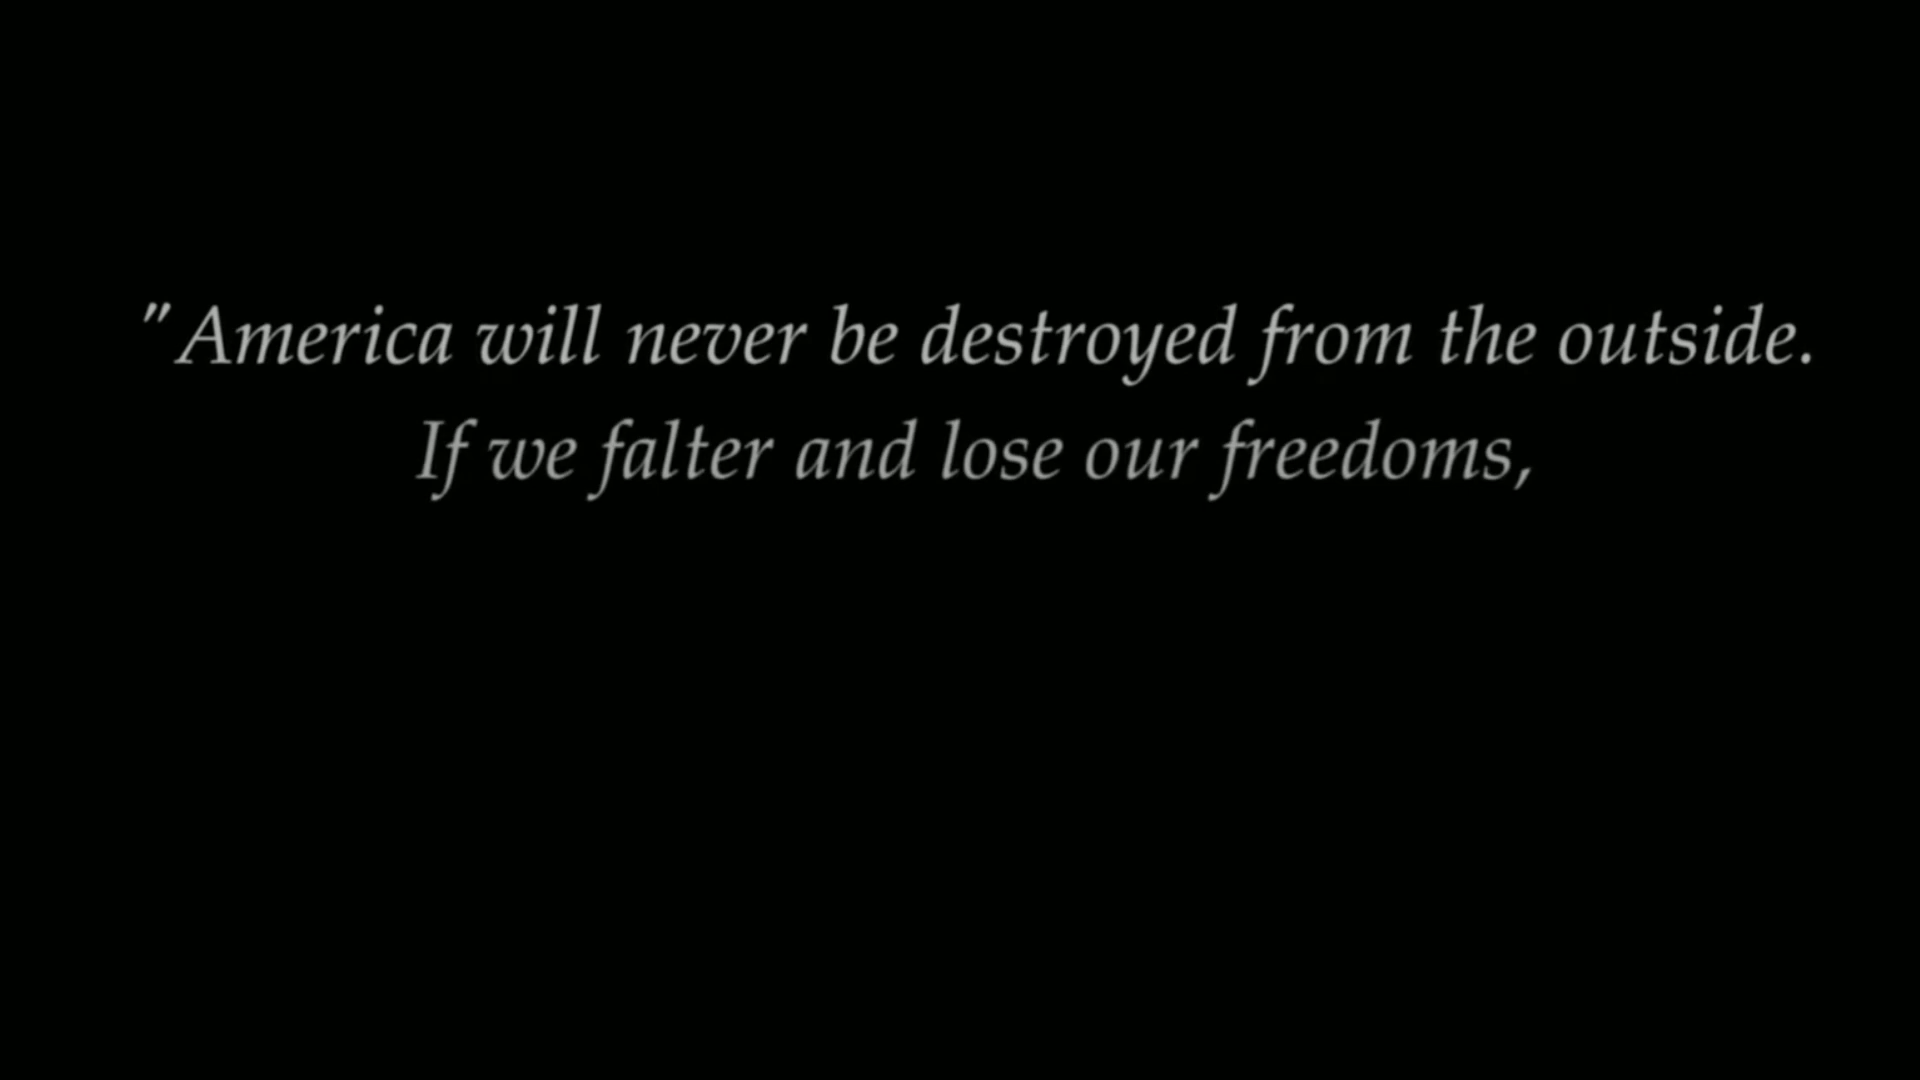 "America will never be destroyed from the outside.
If we falter and lose our freedoms,